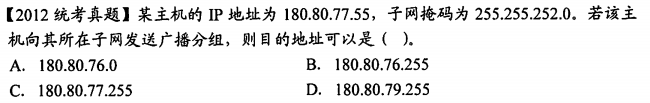 【2012 统考真题】某主机的 IP 地址为 180.80.77.55，子网掩码为 255.255.252.0。若该主
机向其所在子网发送广播分组，则目的地址可以是（ ）。
A. 180.80.76.0 B. 180.80.76.255
C. 180.80.77.255 D. 180.80.79.255